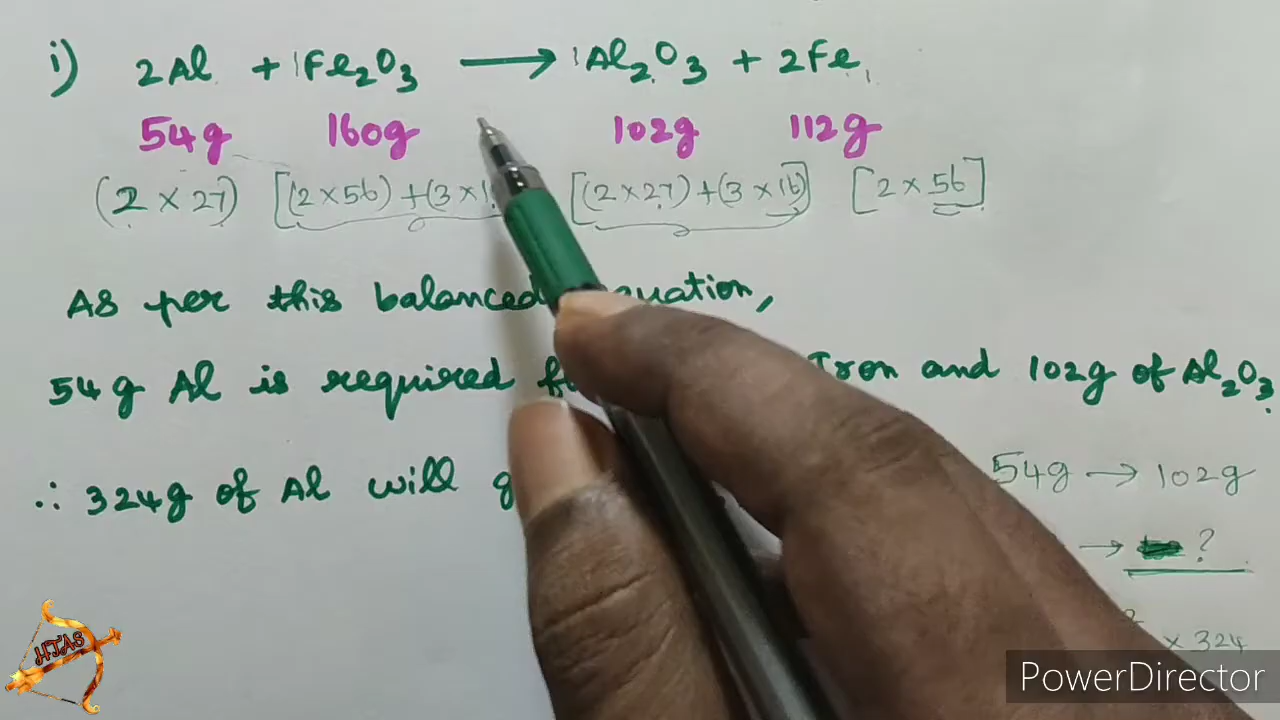 i) 2Al + 1Fe₂O₃ ⟶ 1Al₂O₃ + 2Fe
54g 160g 102g 112g
(2 × 27) [(2×56) + (3×1 [(2×27) + (3×16)] [2 × 56]
As per this balanced uation,
54g Al is required Iron and 102g of Al₂O₃
54g → 102g
∴ 324g of Al will g
→ ?
× 324
HTAS
PowerDirector